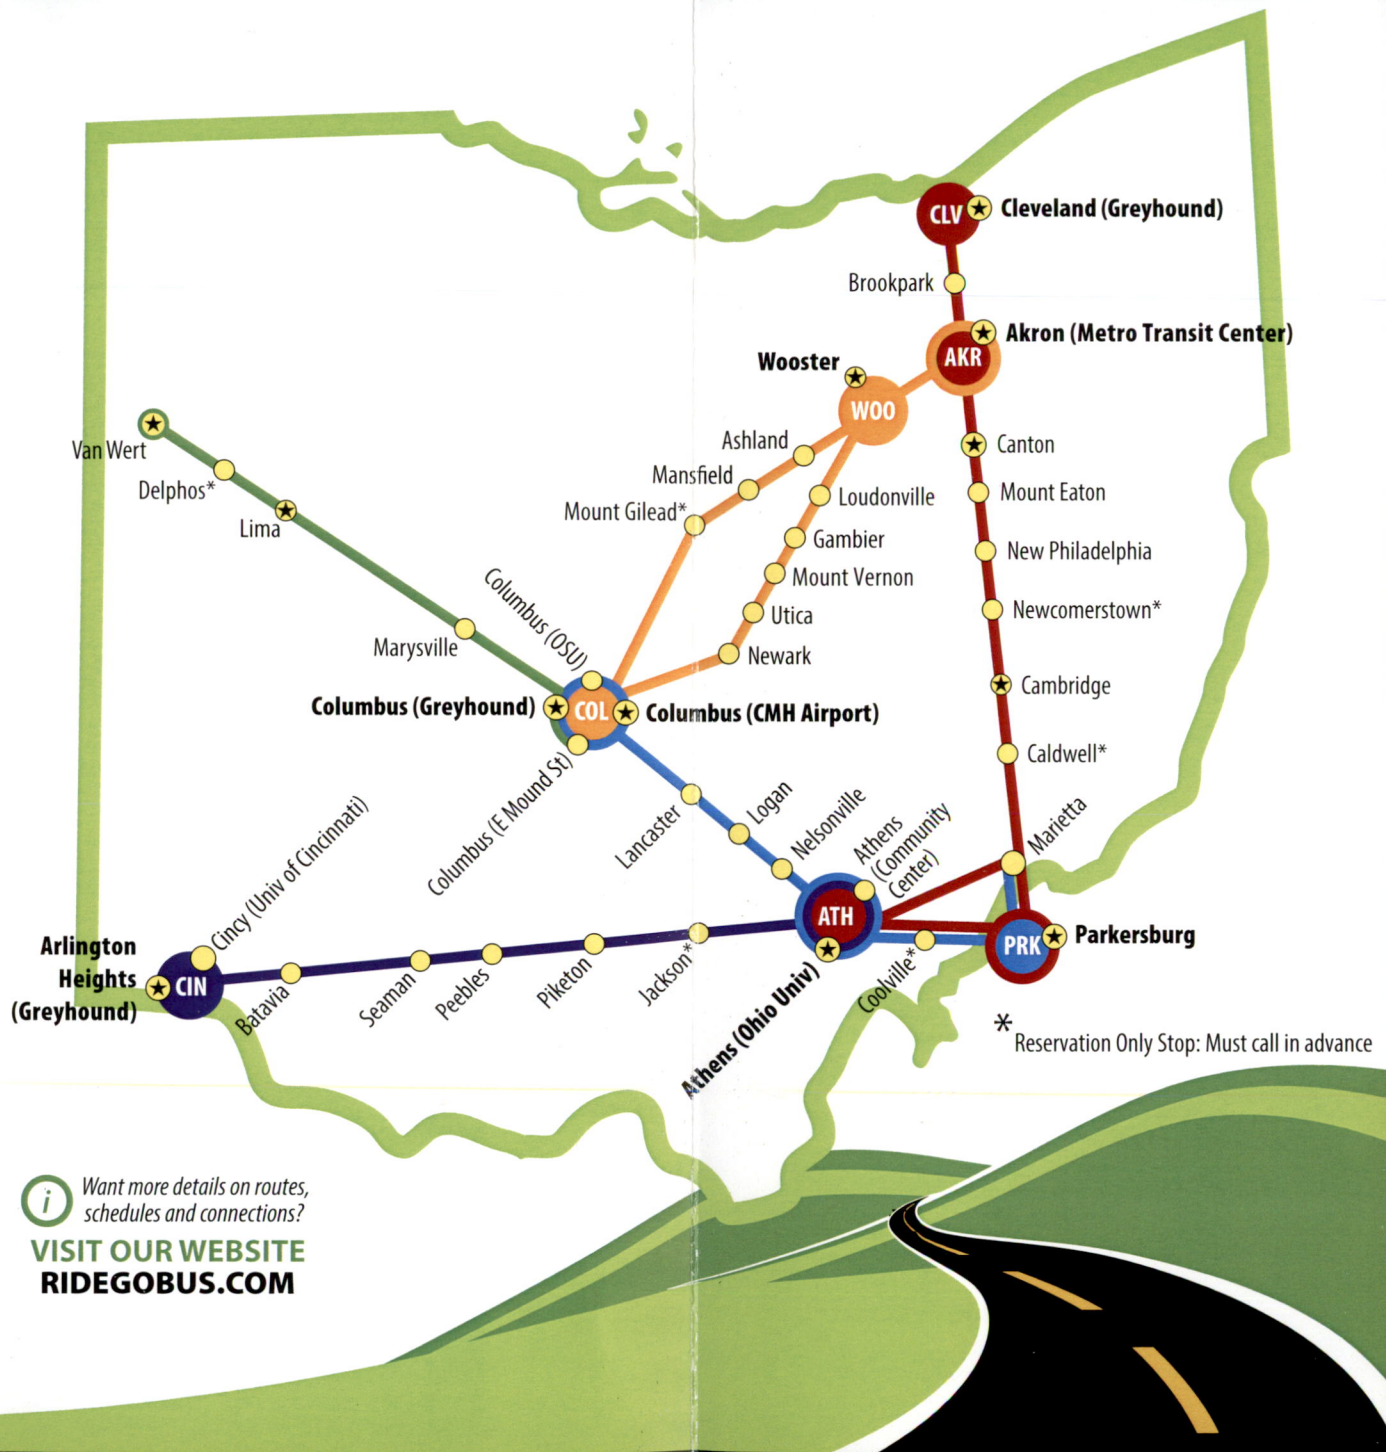 CLV
Cleveland (Greyhound)
Brookpark
Akron (Metro Transit Center)
AKR
Wooster
WOO
Van Wert
Ashland
Canton
Delphos*
Mansfield
Mount Eaton
Loudonville
Mount Gilead*
Lima
Gambier
New Philadelphia
Mount Vernon
Newcomerstown*
Utica
Columbus (OSU)
Marysville
Newark
Cambridge
Columbus (Greyhound)
COL
Columbus (CMH Airport)
Caldwell*
Columbus (E Mound St)
Lancaster
Logan
Nelsonville
Athens
(Community
Center)
Marietta
Cincy (Univ of Cincinnati)
ATH
PRK
Parkersburg
Arlington
Heights
(Greyhound)
CIN
Batavia
Seaman
Peebles
Piketon
Jackson*
Athens (Ohio Univ)
Coolville*
* Reservation Only Stop: Must call in advance
i
Want more details on routes,
schedules and connections?
VISIT OUR WEBSITE
RIDEGOBUS.COM